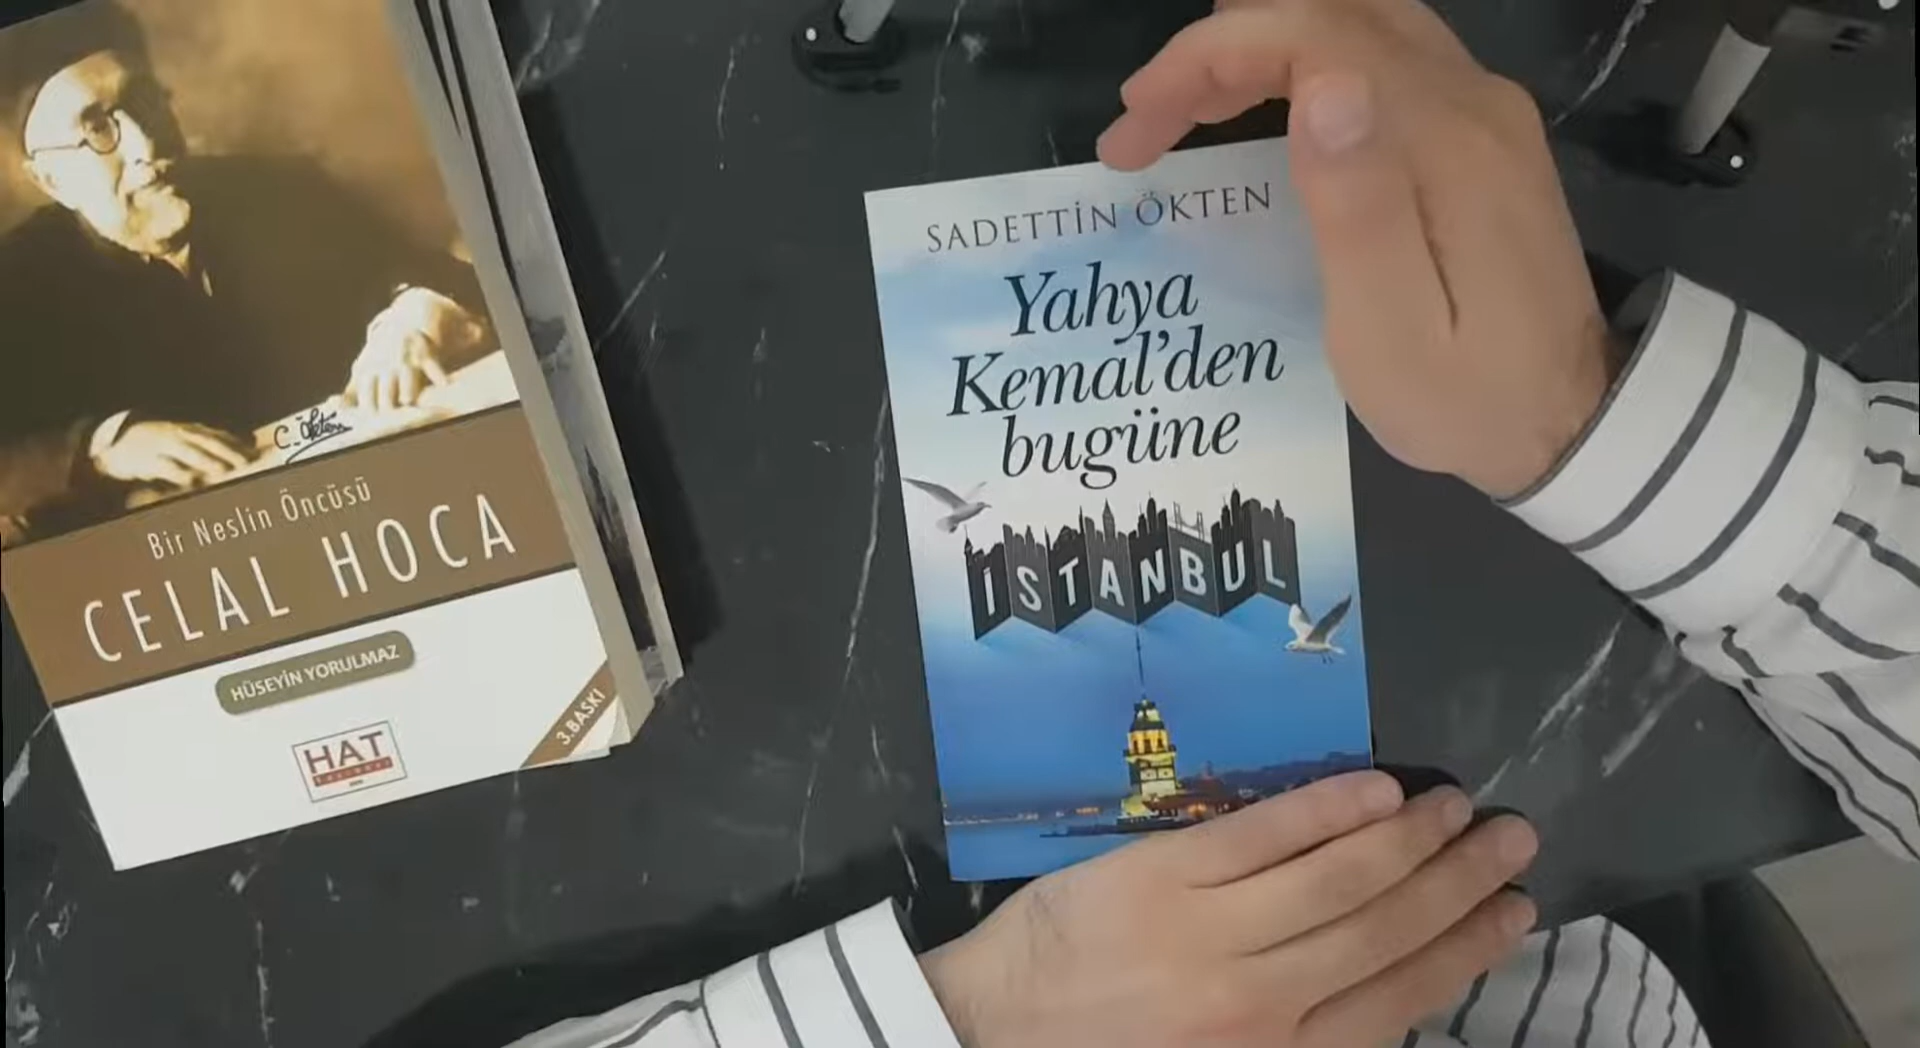 C. Ökten
Bir Neslin Öncüsü
CELAL HOCA
HÜSEYİN YORULMAZ
HAT
3. BASKI
SADETTİN ÖKTEN
Yahya
Kemal'den
bugüne
İSTANBUL